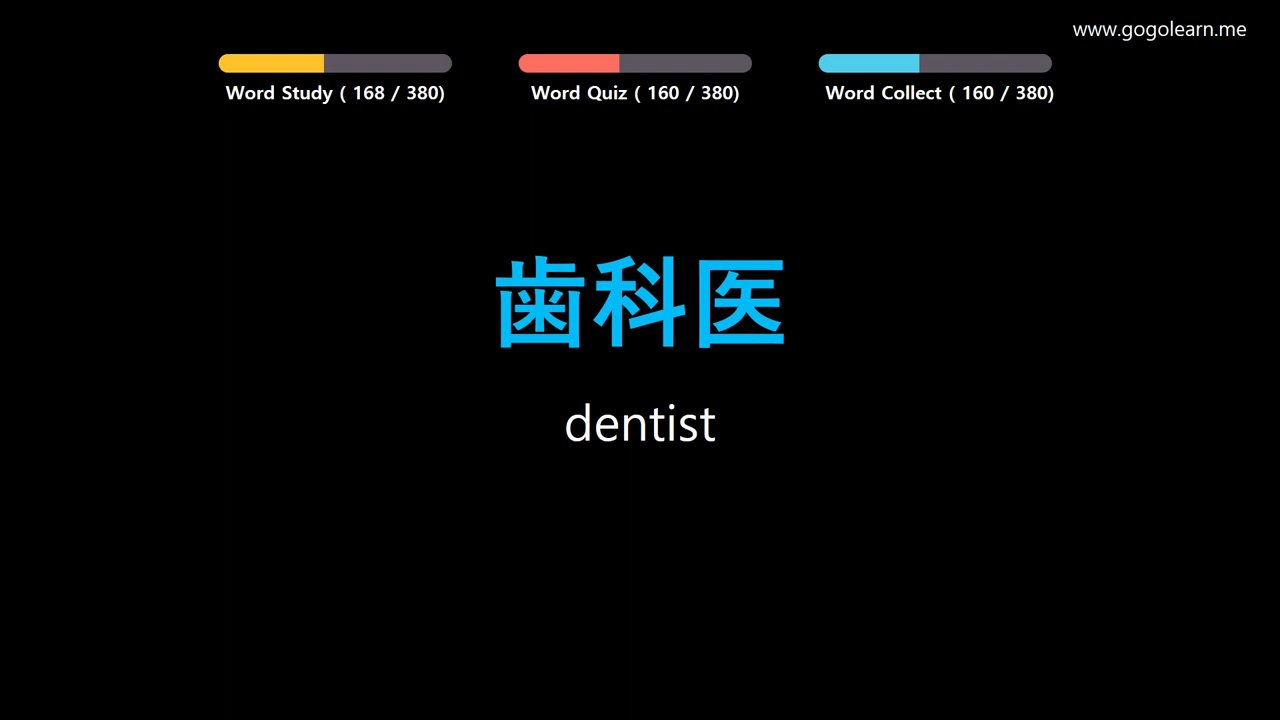 www.gogolearn.me
Word Study ( 168 / 380)
Word Quiz ( 160 / 380)
Word Collect ( 160 / 380)
歯科医
dentist